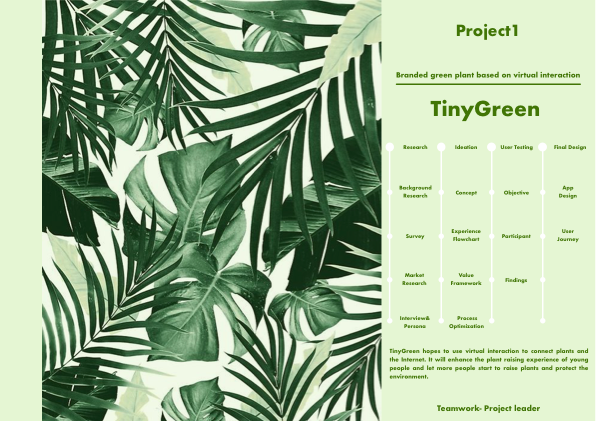 Project1
Branded green plant based on virtual interaction
TinyGreen
Research
Background
Research
Survey
Market
Research
Interview&
Persona
Ideation
Concept
Experience
Flowchart
Value
Framework
Process
Optimization
User Testing
Objective
Participant
Findings
Final Design
App
Design
User
Journey
TinyGreen hopes to use virtual interaction to connect plants and
the Internet. It will enhance the plant raising experience of young
people and let more people start to raise plants and protect the
environment.
Teamwork- Project leader